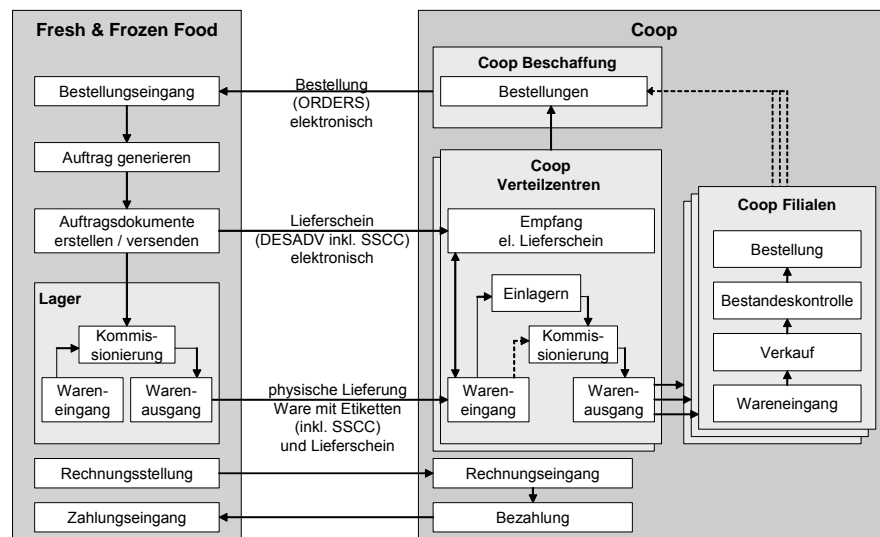 Fresh & Frozen Food
Bestellungseingang
Auftrag generieren
Auftragsdokumente
erstellen / versenden
Lager
Kommis-
sionierung
Waren-
eingang
Waren-
ausgang
Rechnungsstellung
Zahlungseingang
Bestellung
(ORDERS)
elektronisch
Lieferschein
(DESADV inkl. SSCC)
elektronisch
physische Lieferung
Ware mit Etiketten
(inkl. SSCC)
und Lieferschein
Coop
Coop Beschaffung
Bestellungen
Coop
Verteilzentren
Empfang
el. Lieferschein
Einlagern
Kommis-
sionierung
Waren-
eingang
Waren-
ausgang
Rechnungseingang
Bezahlung
Coop Filialen
Bestellung
Bestandeskontrolle
Verkauf
Wareneingang